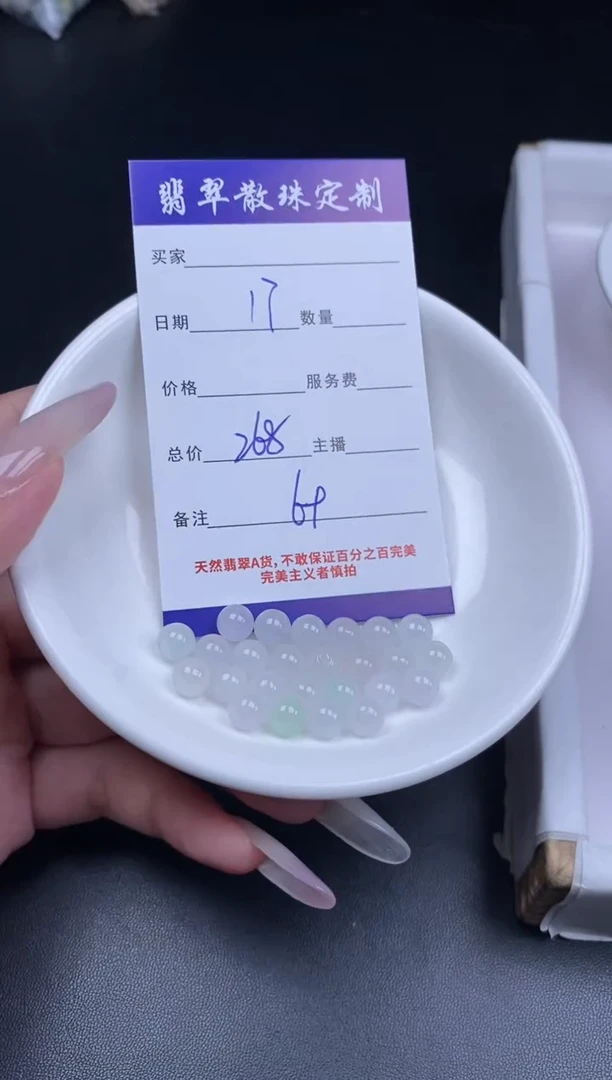 翡翠散珠定制
买家
日期 17 数量
价格 服务费
总价 268 主播
备注
天然翡翠A货,不敢保证百分之百完美
完美主义者慎拍